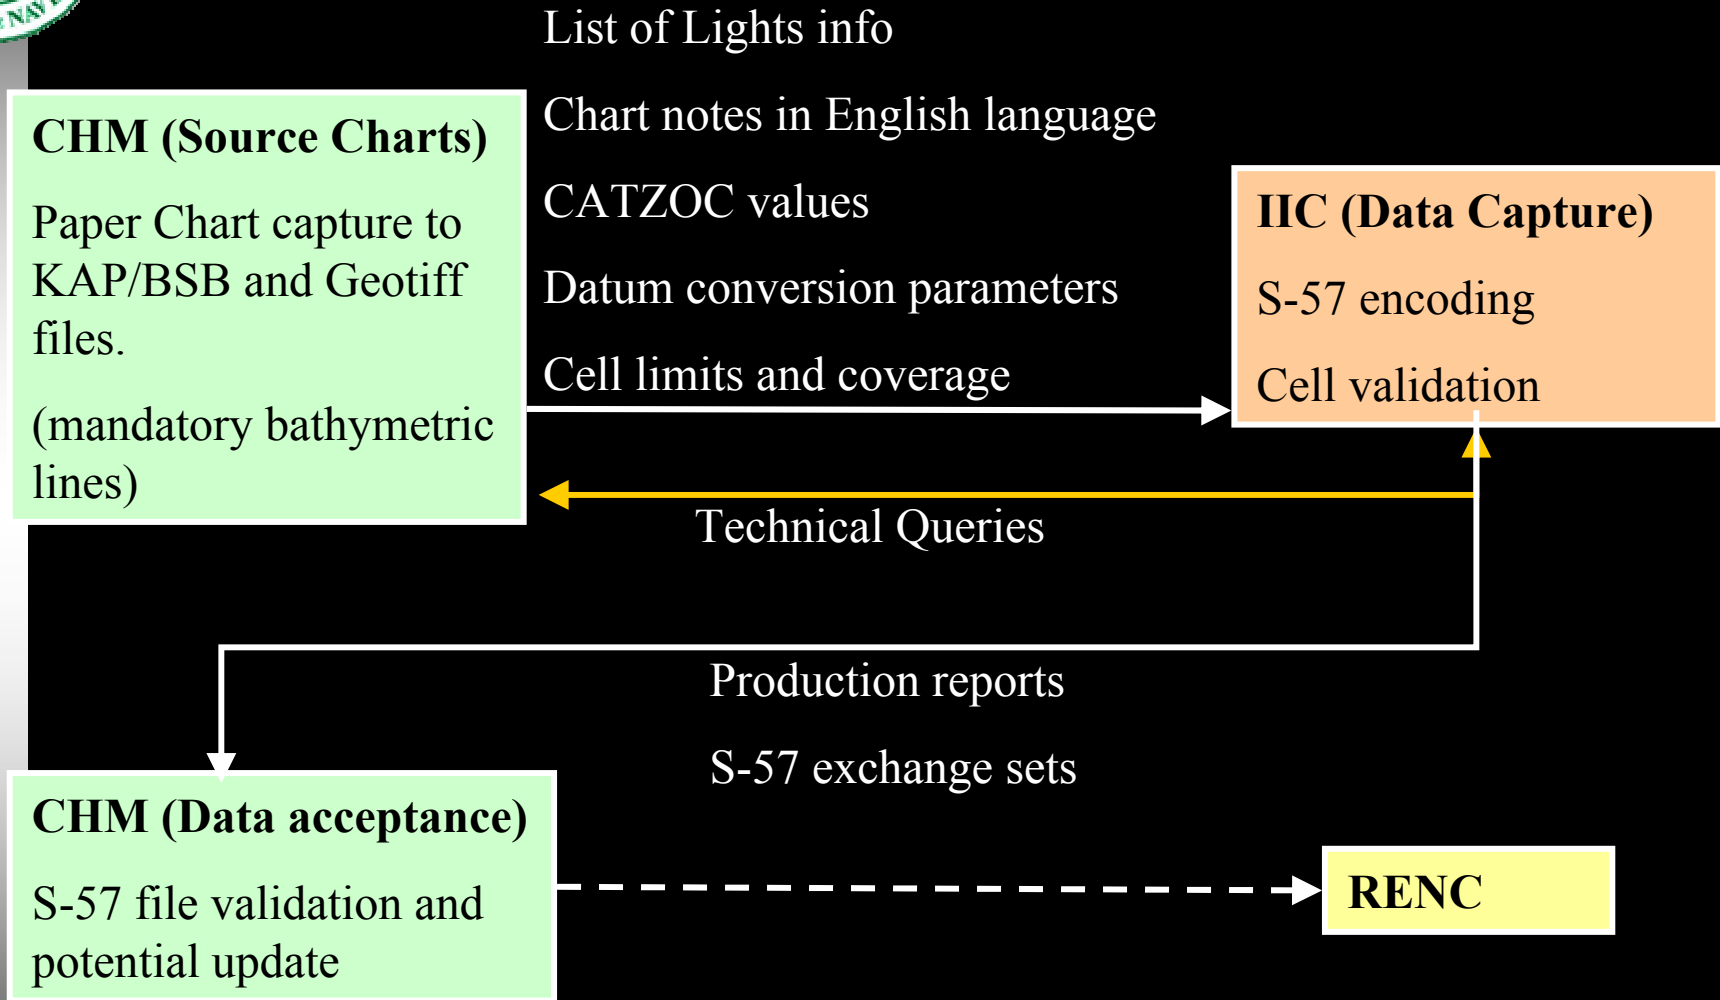 List of Lights info
Chart notes in English language
CATZOC values
Datum conversion parameters
Cell limits and coverage
CHM (Source Charts)
Paper Chart capture to
KAP/BSB and Geotiff
files.
(mandatory bathymetric
lines)
IIC (Data Capture)
S-57 encoding
Cell validation
Technical Queries
Production reports
S-57 exchange sets
CHM (Data acceptance)
S-57 file validation and
potential update
RENC